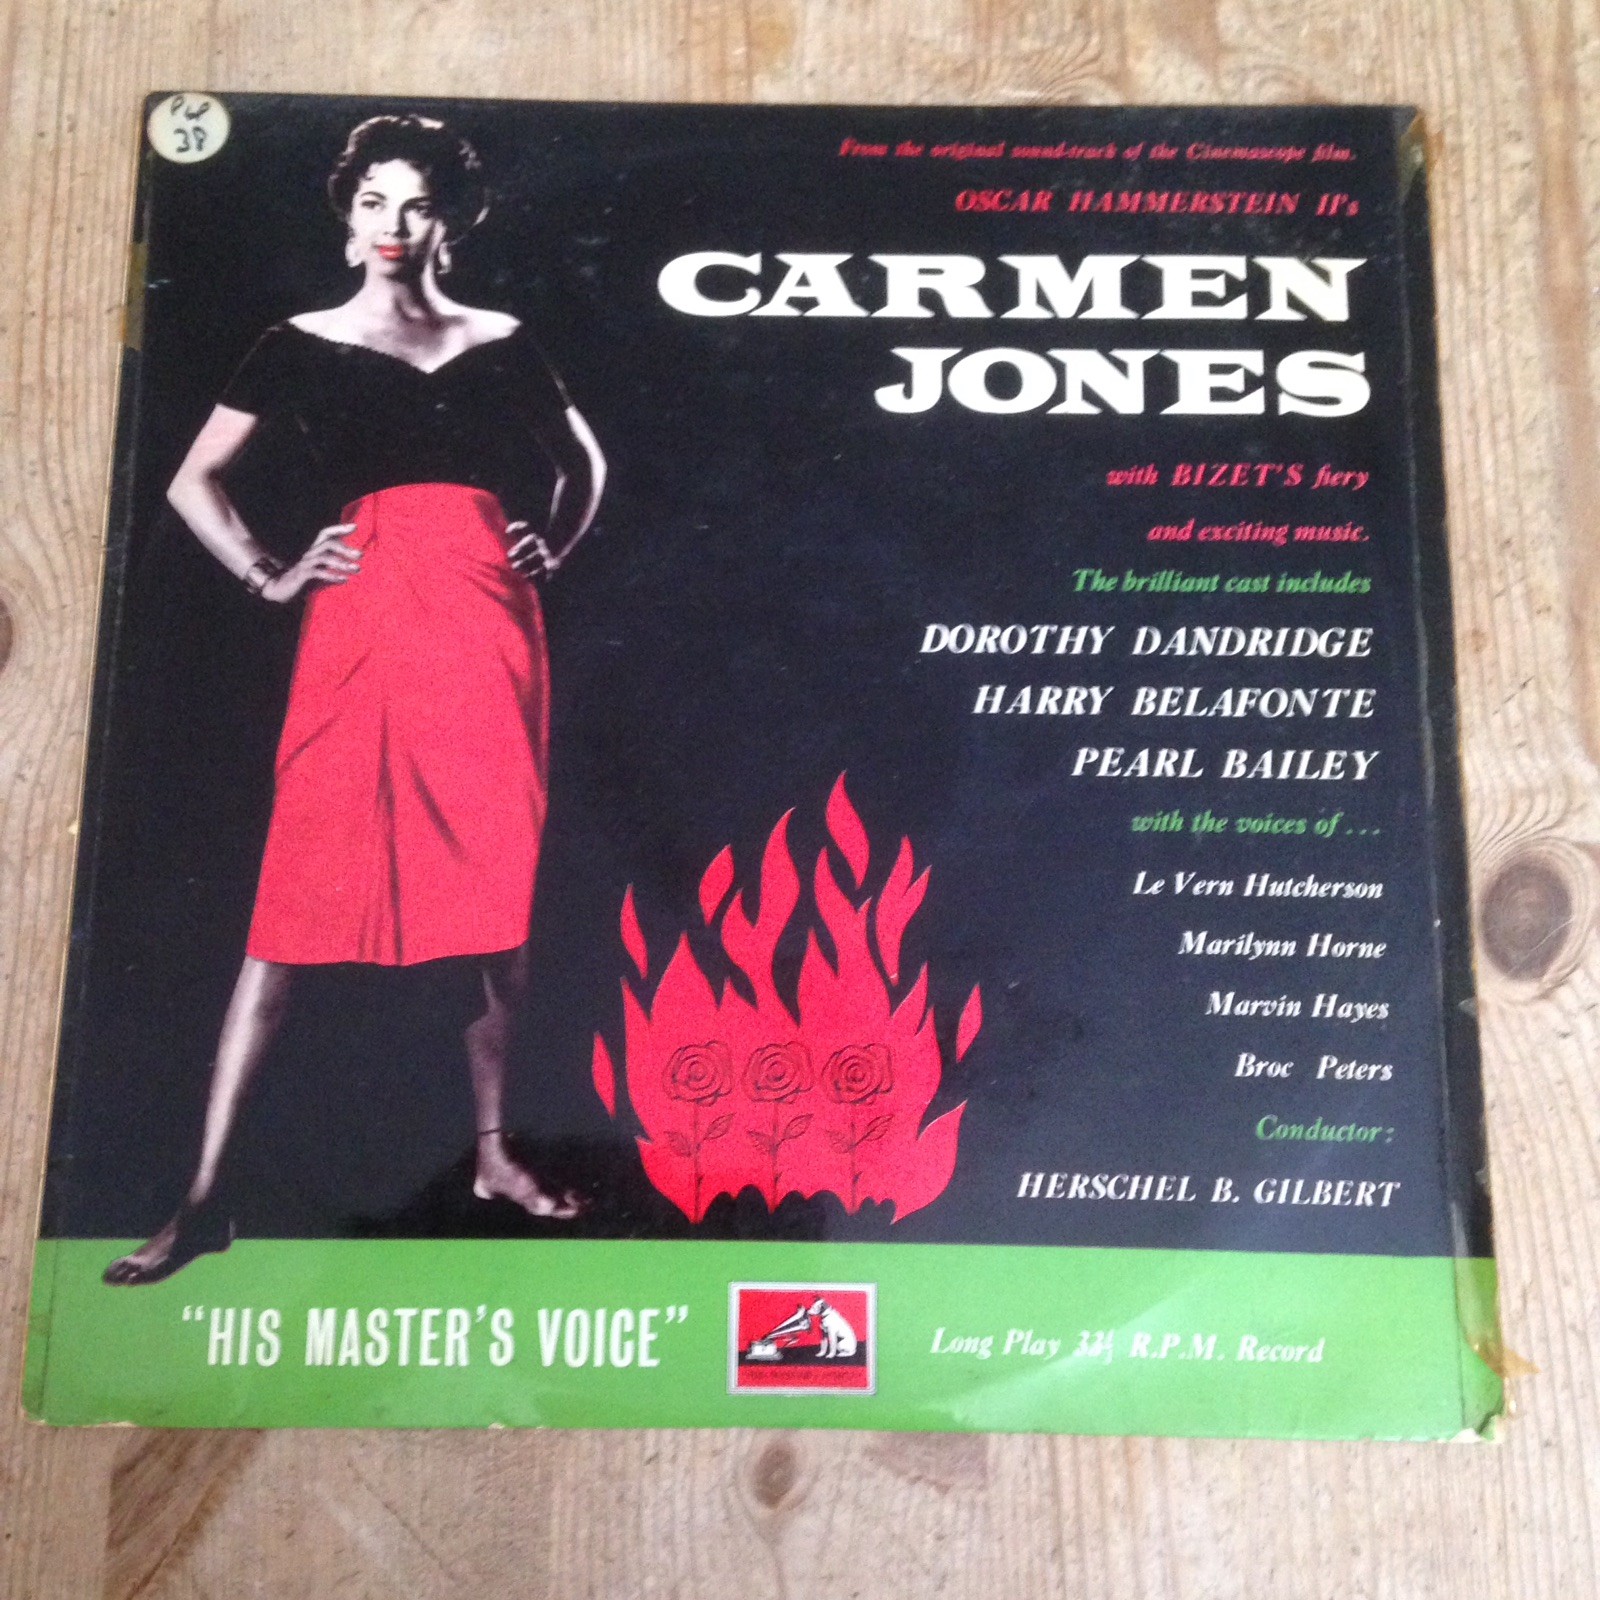 PLP
38
From the original sound-track of the Cinemascope film.
OSCAR HAMMERSTEIN II's
CARMEN
JONES
with BIZET'S fiery
and exciting music.
The brilliant cast includes
DOROTHY DANDRIDGE
HARRY BELAFONTE
PEARL BAILEY
with the voices of . . .
Le Vern Hutcherson
Marilynn Horne
Marvin Hayes
Broc Peters
Conductor:
HERSCHEL B. GILBERT
"HIS MASTER'S VOICE"
Long Play 33⅓ R.P.M. Record